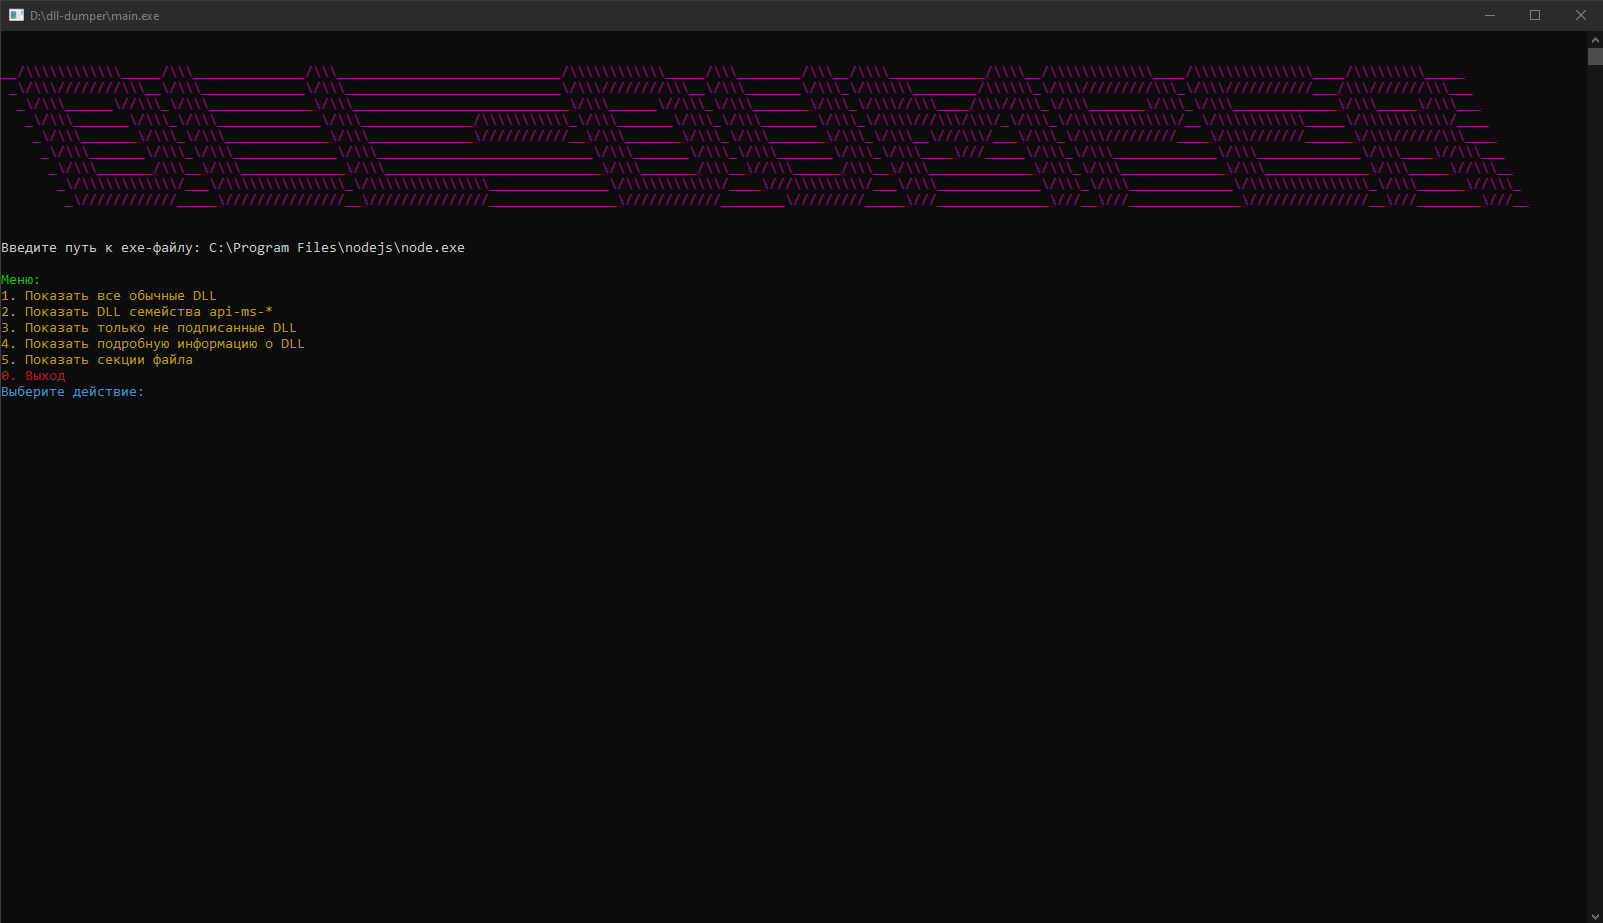 D:\dll-dumper\main.exe
DLL-DUMPER
Введите путь к exe-файлу: C:\Program Files\nodejs\node.exe
Меню:
1. Показать все обычные DLL
2. Показать DLL семейства api-ms-*
3. Показать только не подписанные DLL
4. Показать подробную информацию о DLL
5. Показать секции файла
0. Выход
Выберите действие: